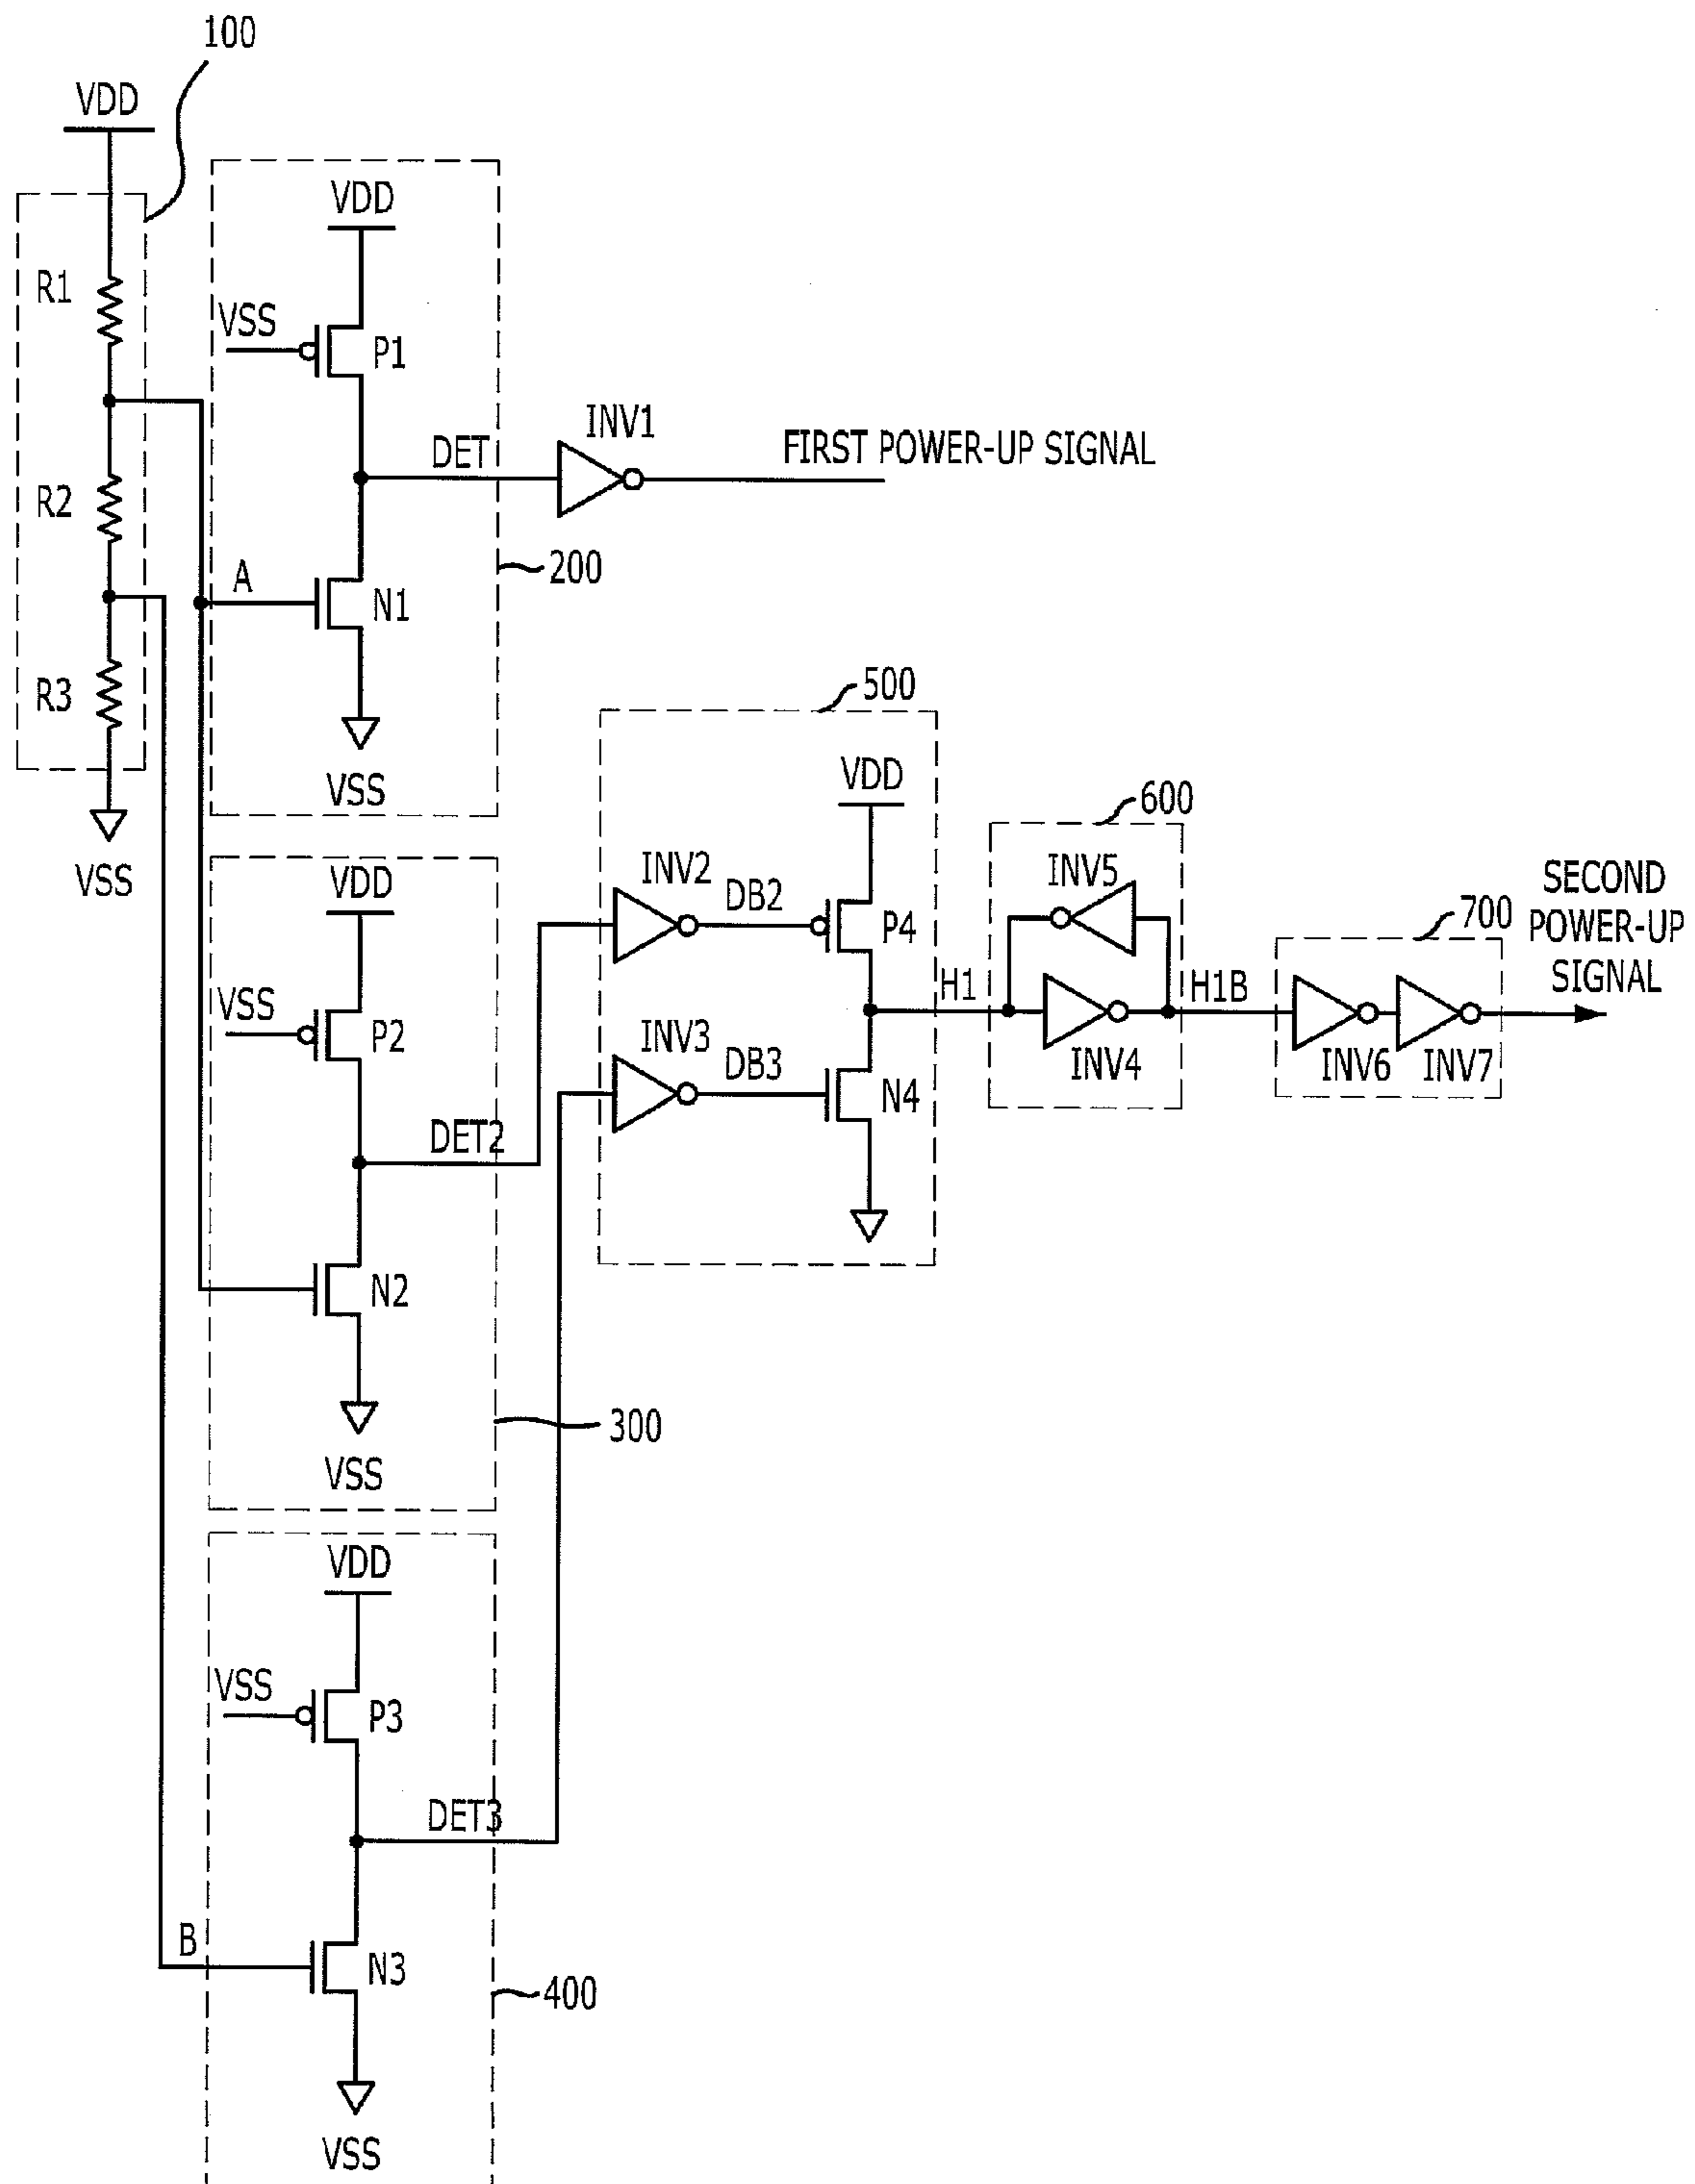 100
VDD
VDD
R1
VSS
P1
INV1
DET
FIRST POWER-UP SIGNAL
R2
A
200
N1
R3
500
VSS
VDD
600
VSS
VDD
INV2
DB2
INV5
SECOND
POWER-UP
SIGNAL
700
P4
VSS
H1
H1B
P2
INV3
DB3
INV4
INV6
INV7
N4
DET2
N2
300
VSS
VDD
VSS
P3
DET3
B
N3
400
VSS